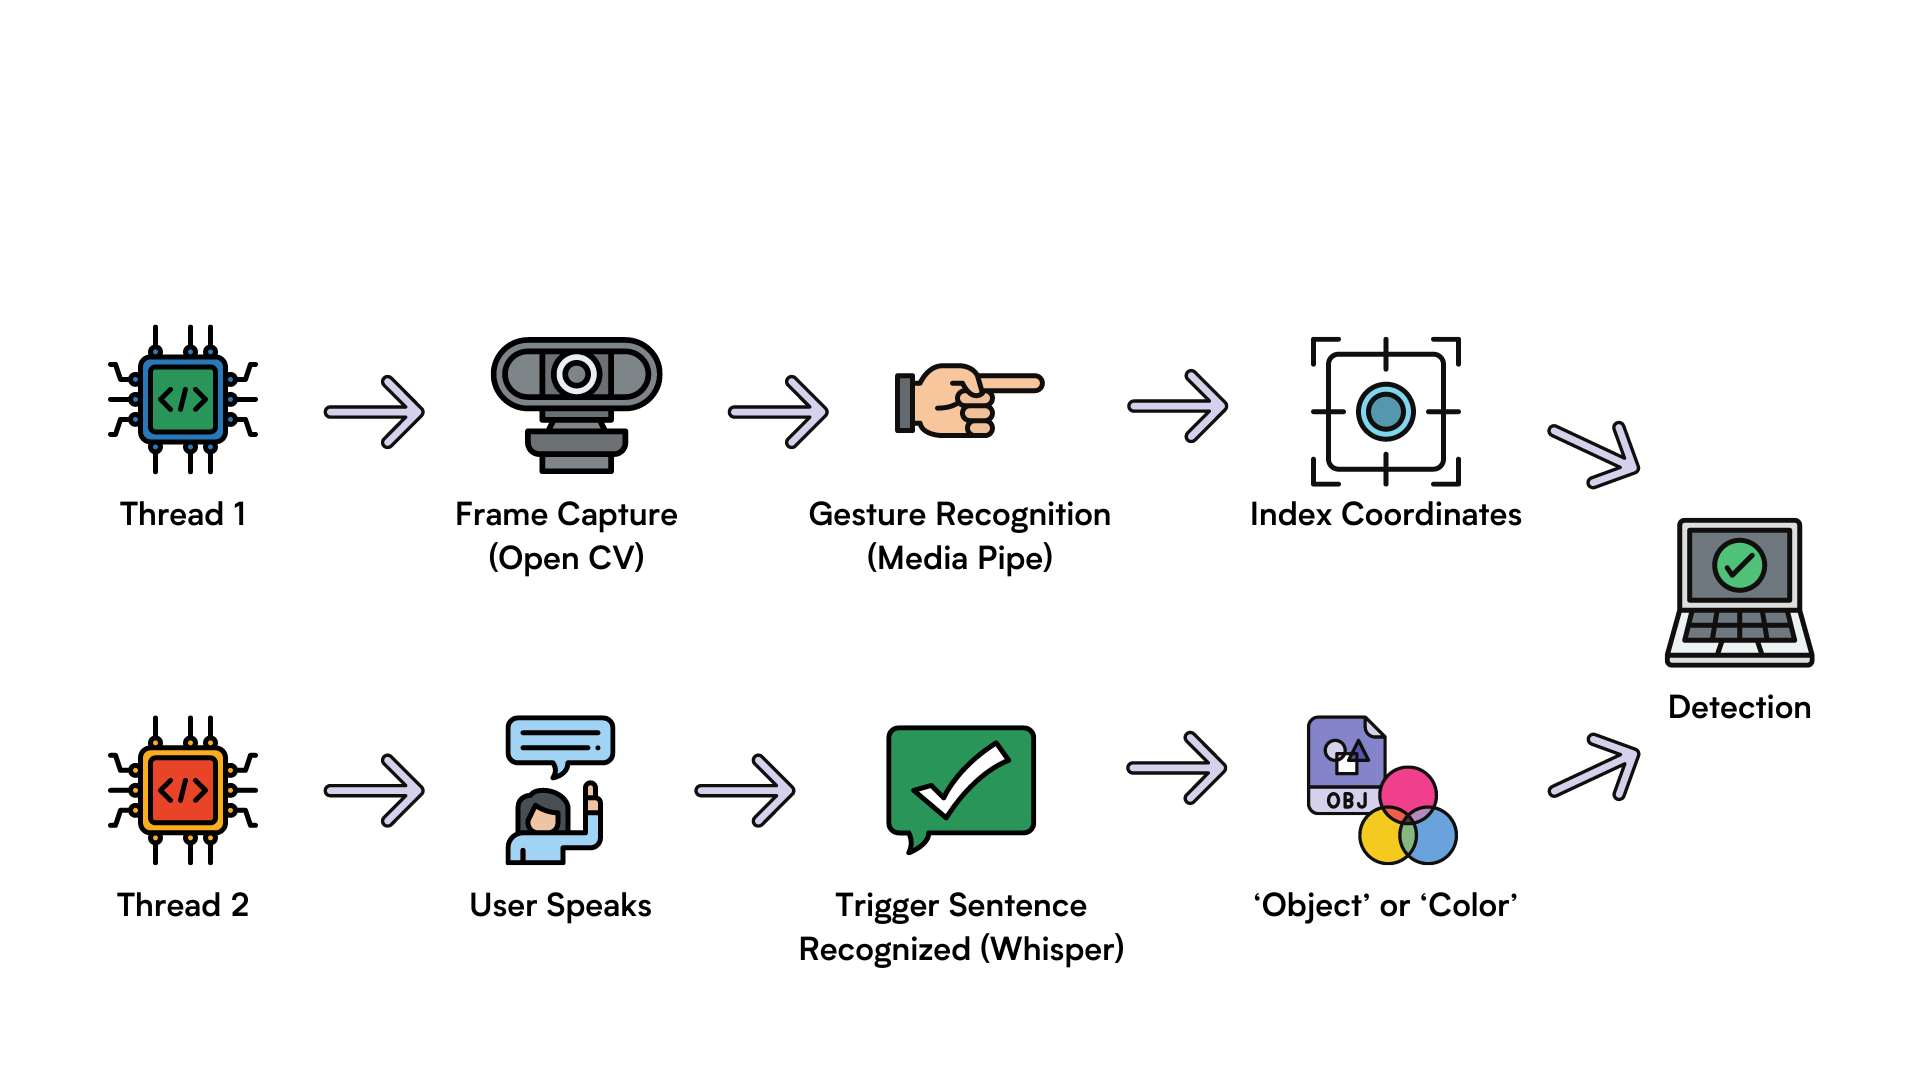 Thread 1
Frame Capture
(Open CV)
Gesture Recognition
(Media Pipe)
Index Coordinates
Detection
Thread 2
User Speaks
Trigger Sentence
Recognized (Whisper)
OBJ
‘Object’ or ‘Color’